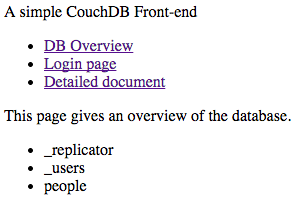 A simple CouchDB Front-end
DB Overview
Login page
Detailed document
This page gives an overview of the database.
_replicator
_users
people